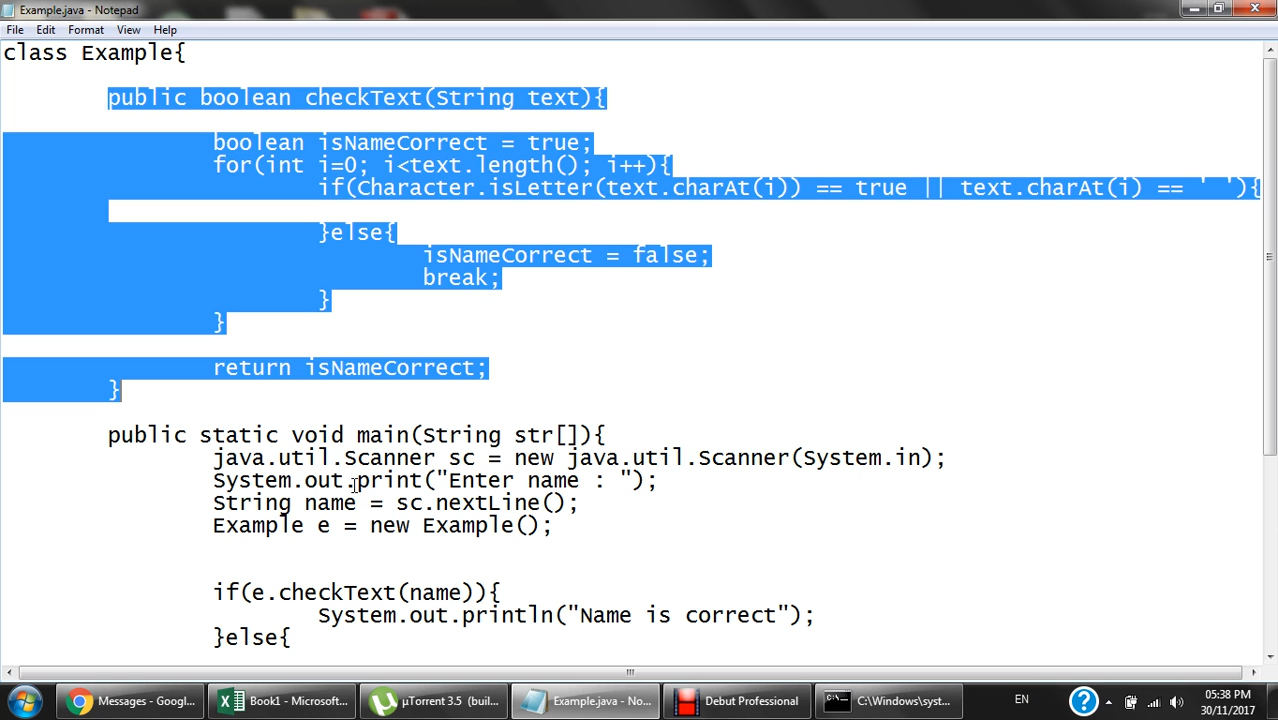 Example.java - Notepad
File Edit Format View Help
class Example{
public boolean checkText(String text){
boolean isNameCorrect = true;
for(int i=0; i<text.length(); i++){
if(Character.isLetter(text.charAt(i)) == true || text.charAt(i) == ' '){
}else{
isNameCorrect = false;
break;
}
}
return isNameCorrect;
}
public static void main(String str[]){
java.util.Scanner sc = new java.util.Scanner(System.in);
System.out.print("Enter name : ");
String name = sc.nextLine();
Example e = new Example();
if(e.checkText(name)){
System.out.println("Name is correct");
}else{
Messages - Googl... Book1 - Microsoft... µTorrent 3.5 (buil... Example.java - No... Debut Professional C:\Windows\syst... EN 05:38 PM
30/11/2017